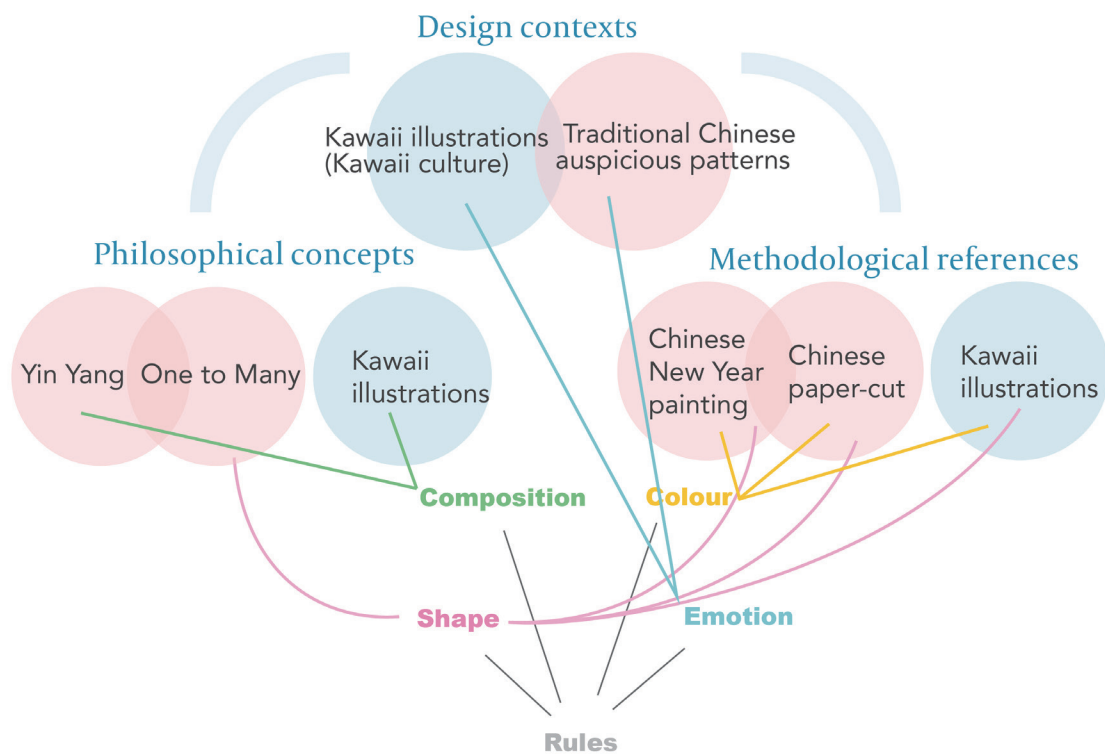 Design contexts
Kawaii illustrations
(Kawaii culture)
Traditional Chinese
auspicious patterns
Philosophical concepts
Yin Yang
One to Many
Kawaii
illustrations
Methodological references
Chinese
New Year
painting
Chinese
paper-cut
Kawaii
illustrations
Composition
Colour
Shape
Emotion
Rules